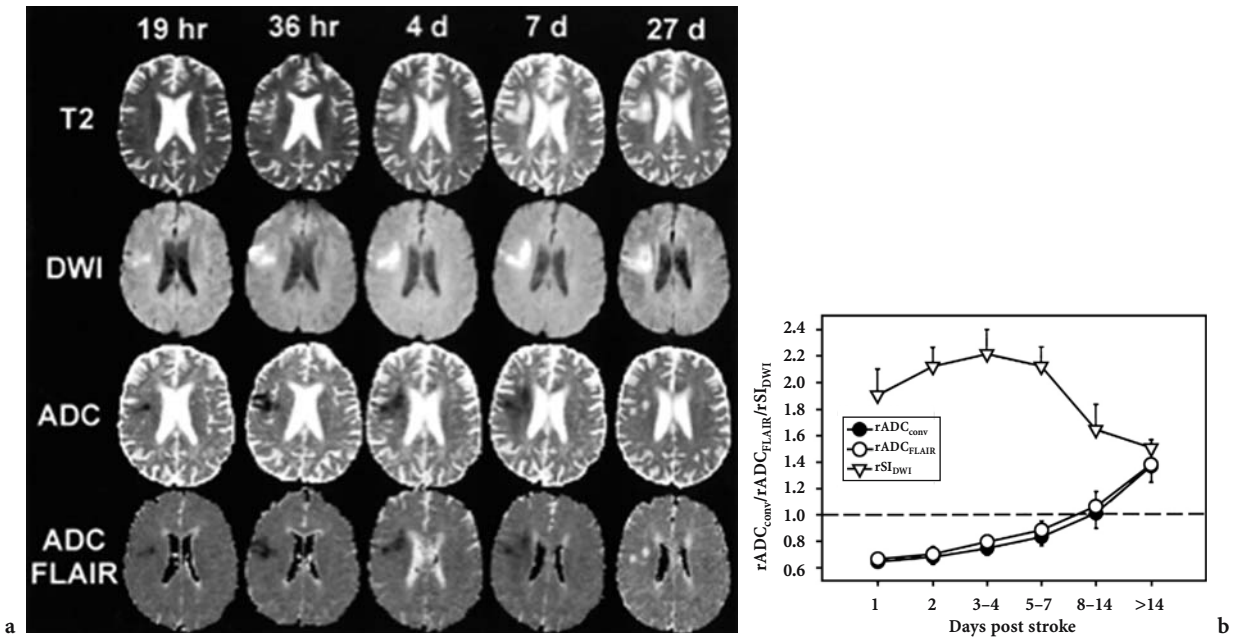 19 hr 36 hr 4 d 7 d 27 d
T2
DWI
ADC
ADC
FLAIR
a
rADCconv/rADCFLAIR/rSIDWI
2.4
2.2
2.0
1.8
1.6
1.4
1.2
1.0
0.8
0.6
rADCconv
rADCFLAIR
rSIDWI
1 2 3–4 5–7 8–14 >14
Days post stroke
b